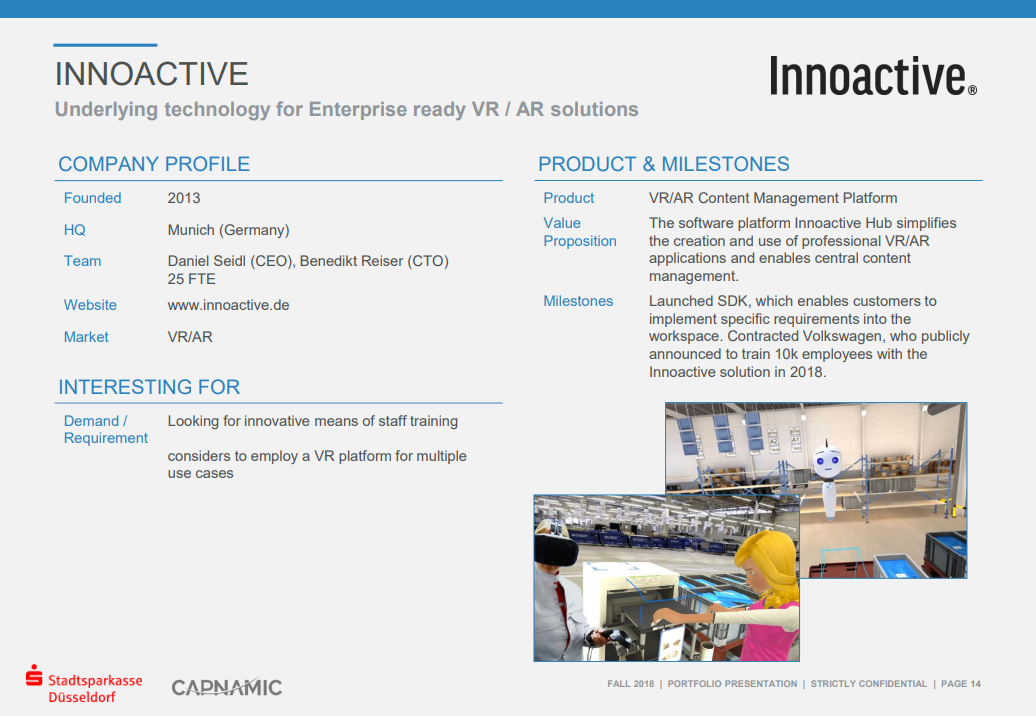 INNOACTIVE
Underlying technology for Enterprise ready VR / AR solutions
Innoactive®
COMPANY PROFILE
Founded 2013
HQ Munich (Germany)
Team Daniel Seidl (CEO), Benedikt Reiser (CTO)
25 FTE
Website www.innoactive.de
Market VR/AR
INTERESTING FOR
Demand / Looking for innovative means of staff training
Requirement
considers to employ a VR platform for multiple
use cases
PRODUCT & MILESTONES
Product VR/AR Content Management Platform
Value The software platform Innoactive Hub simplifies
Proposition the creation and use of professional VR/AR
applications and enables central content
management.
Milestones Launched SDK, which enables customers to
implement specific requirements into the
workspace. Contracted Volkswagen, who publicly
announced to train 10k employees with the
Innoactive solution in 2018.
A2
A1
Stadtsparkasse
Düsseldorf
CAPNAMIC
FALL 2018 | PORTFOLIO PRESENTATION | STRICTLY CONFIDENTIAL | PAGE 14